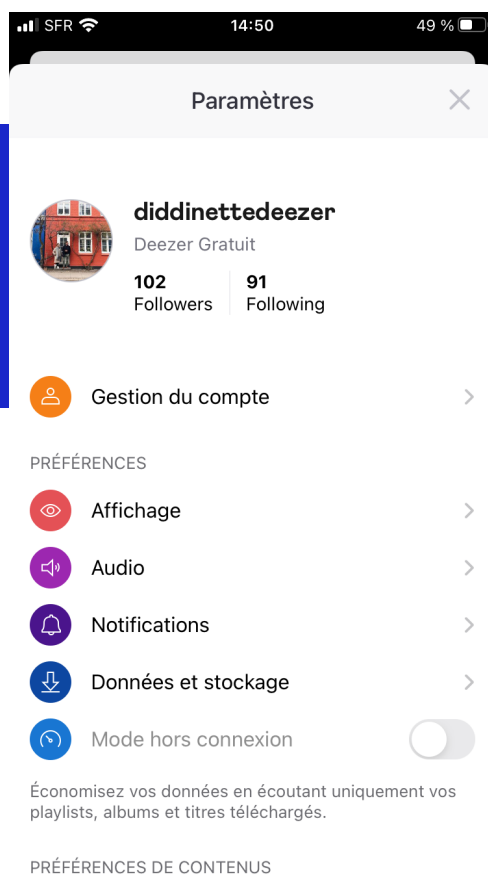 SFR 14:50 49 %
Paramètres
diddinettedeezer
Deezer Gratuit
102 91
Followers Following
Gestion du compte
PRÉFÉRENCES
Affichage
Audio
Notifications
Données et stockage
Mode hors connexion
Économisez vos données en écoutant uniquement vos
playlists, albums et titres téléchargés.
PRÉFÉRENCES DE CONTENUS